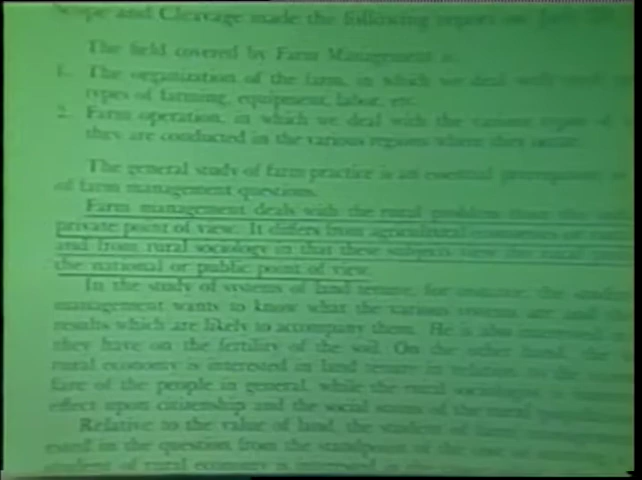 Scope and Cleavage made the following report on
The field covered by Farm Management is:
1. The organization of the farm, in which we deal with
types of farming, equipment, labor, etc.
2. Farm operation, in which we deal with the various
they are conducted in the various regions where they occur.
The general study of farm practice is an essential prerequisite
of farm management questions.
Farm management deals with the rural problem from the
private point of view. It differs from agricultural economics or
and from rural sociology in that these subjects view the rural
the national or public point of view.
In the study of systems of land tenure, for instance, the student
management wants to know what the various systems are and the
results which are likely to accompany them. He is also interested in
they have on the fertility of the soil. On the other hand, the
rural economy is interested in land tenure in relation to the
fare of the people in general, while the rural sociologist is
effect upon citizenship and the social status of the rural
Relative to the value of land, the student of farm management
ested in the question from the standpoint of the
student of rural economy is interested in the